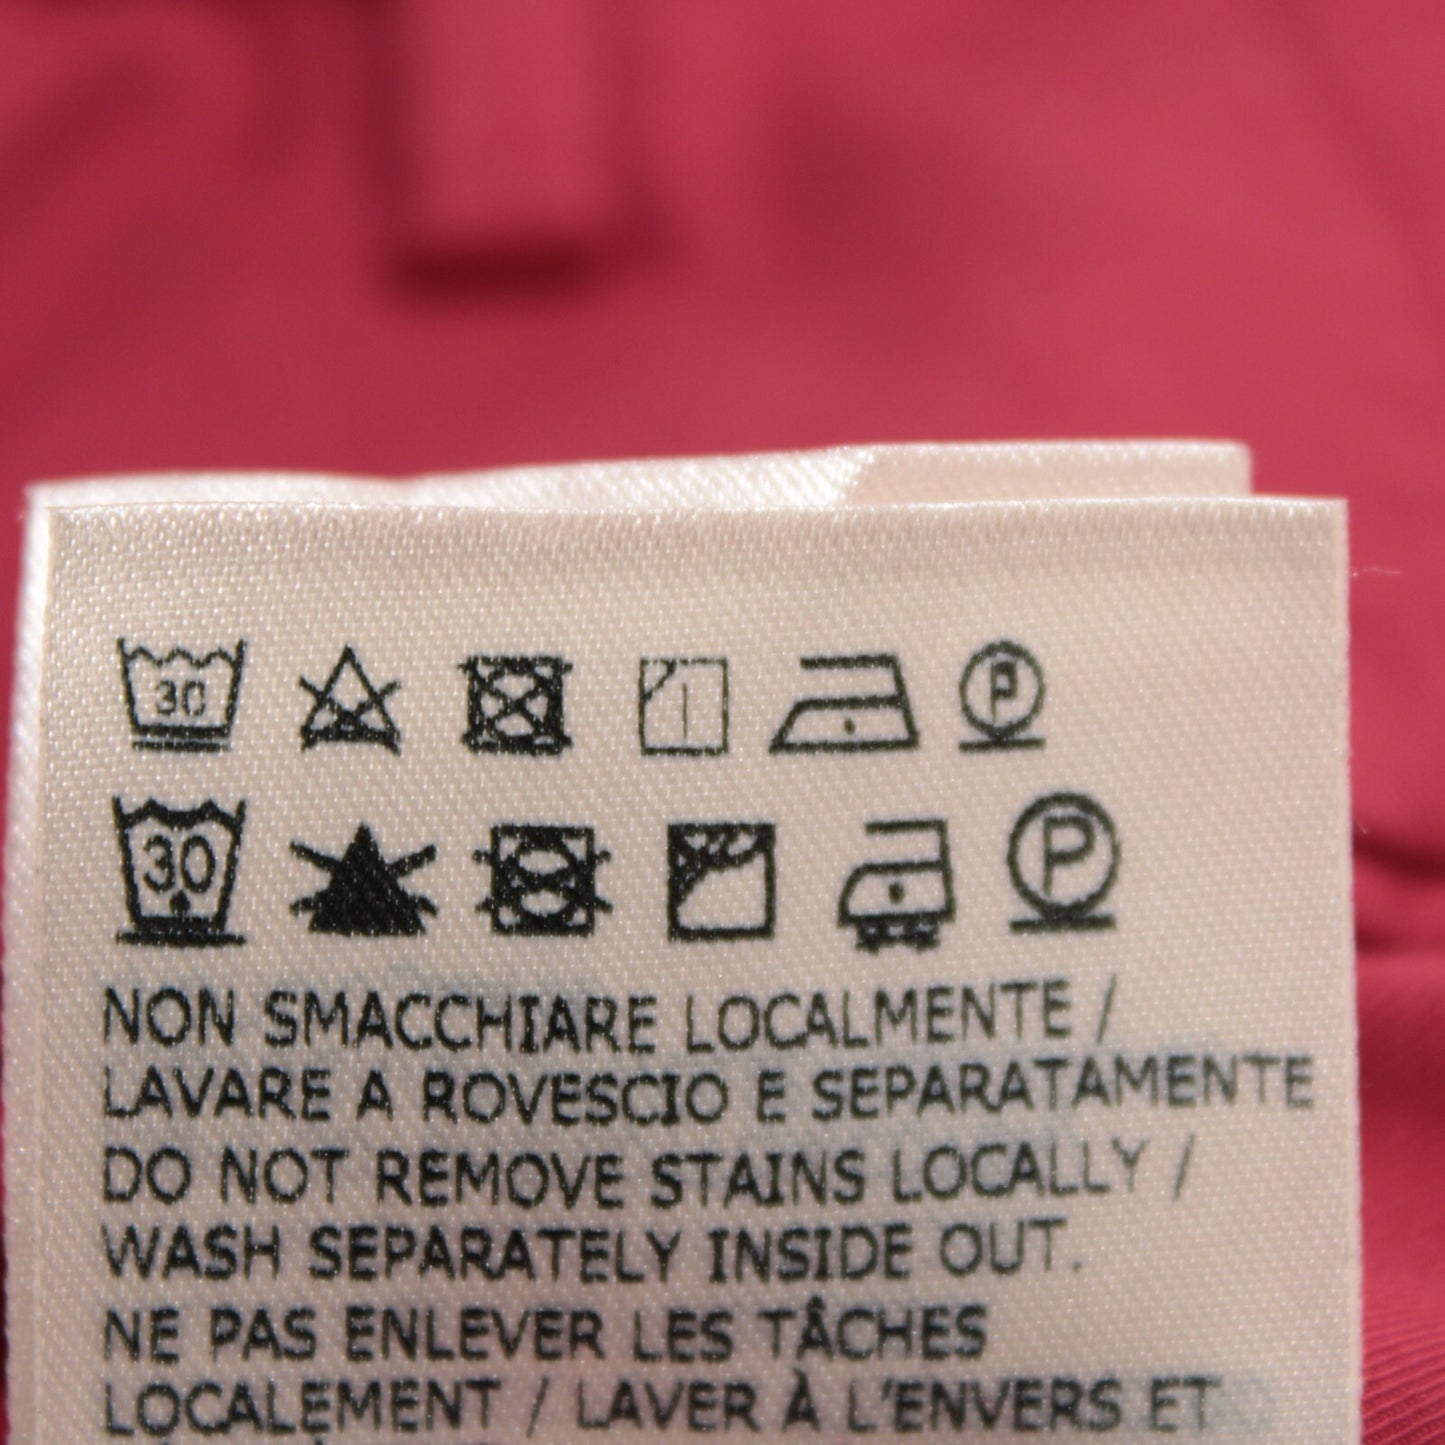 30
P
30
P
NON SMACCHIARE LOCALMENTE /
LAVARE A ROVESCIO E SEPARATAMENTE
DO NOT REMOVE STAINS LOCALLY /
WASH SEPARATELY INSIDE OUT.
NE PAS ENLEVER LES TÂCHES
LOCALEMENT / LAVER À L'ENVERS ET